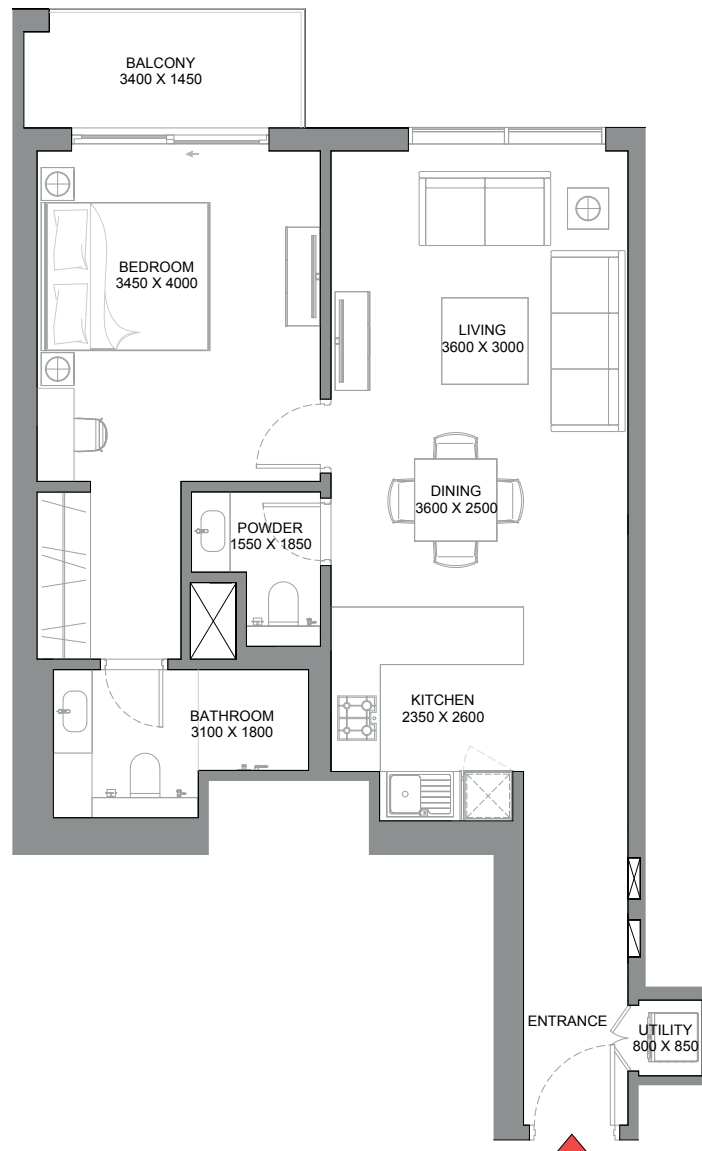 BALCONY
3400 X 1450
BEDROOM
3450 X 4000
LIVING
3600 X 3000
DINING
3600 X 2500
POWDER
1550 X 1850
KITCHEN
2350 X 2600
BATHROOM
3100 X 1800
ENTRANCE
UTILITY
800 X 850